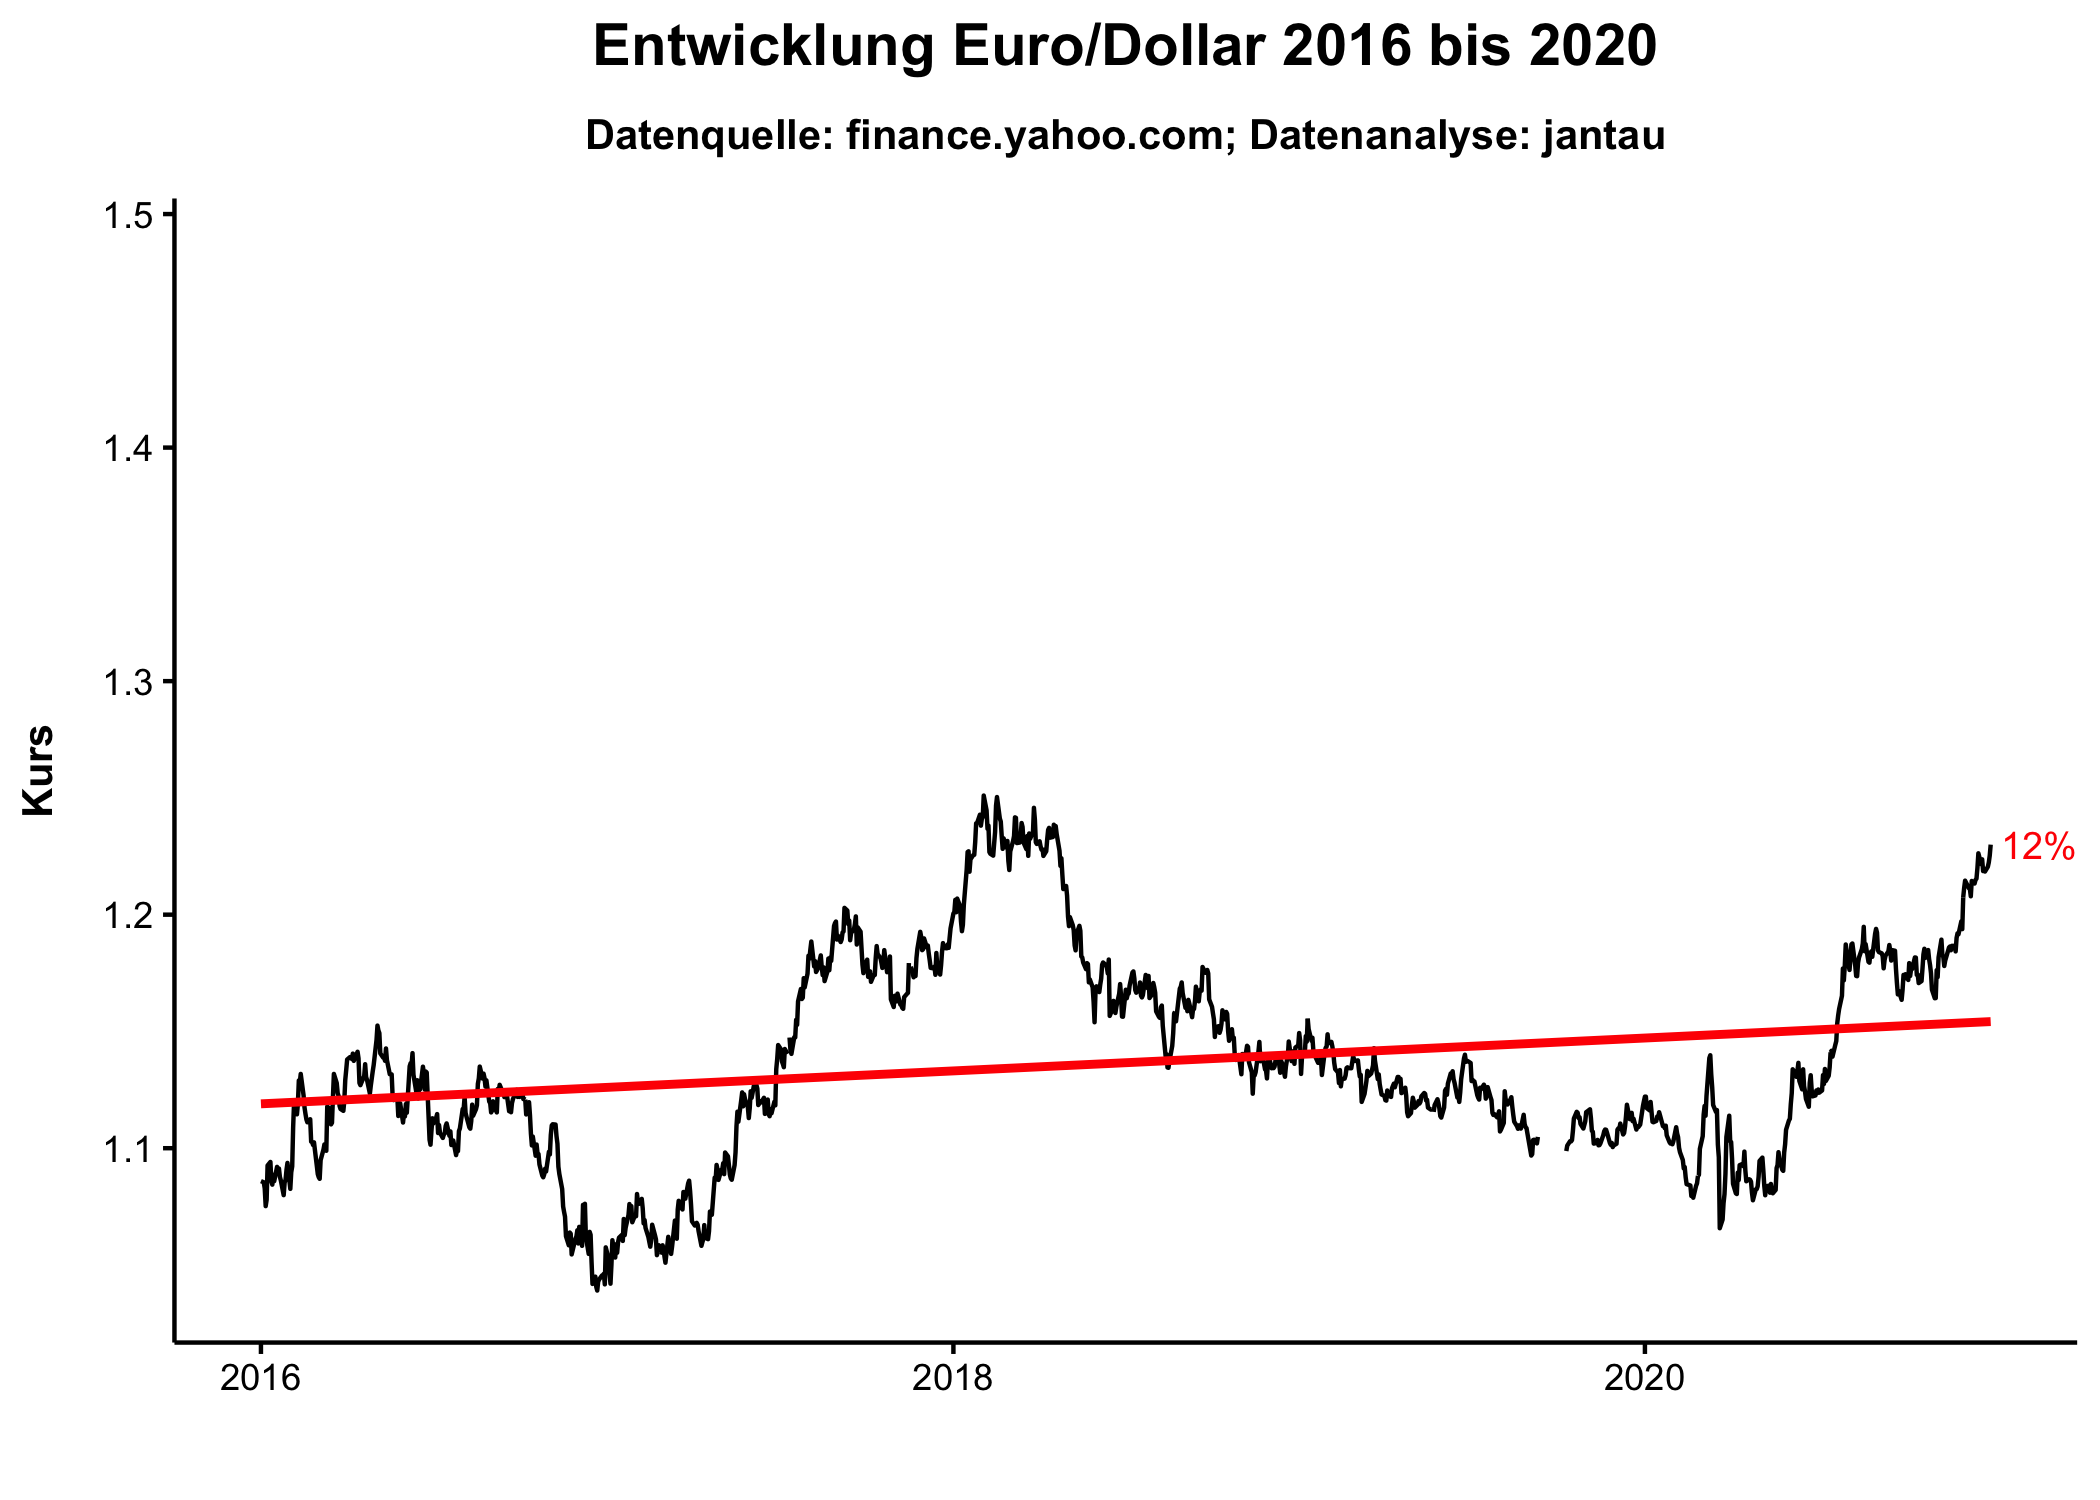 Entwicklung Euro/Dollar 2016 bis 2020
Datenquelle: finance.yahoo.com; Datenanalyse: jantau
1.5
1.4
1.3
Kurs
12%
1.2
1.1
2016 2018 2020